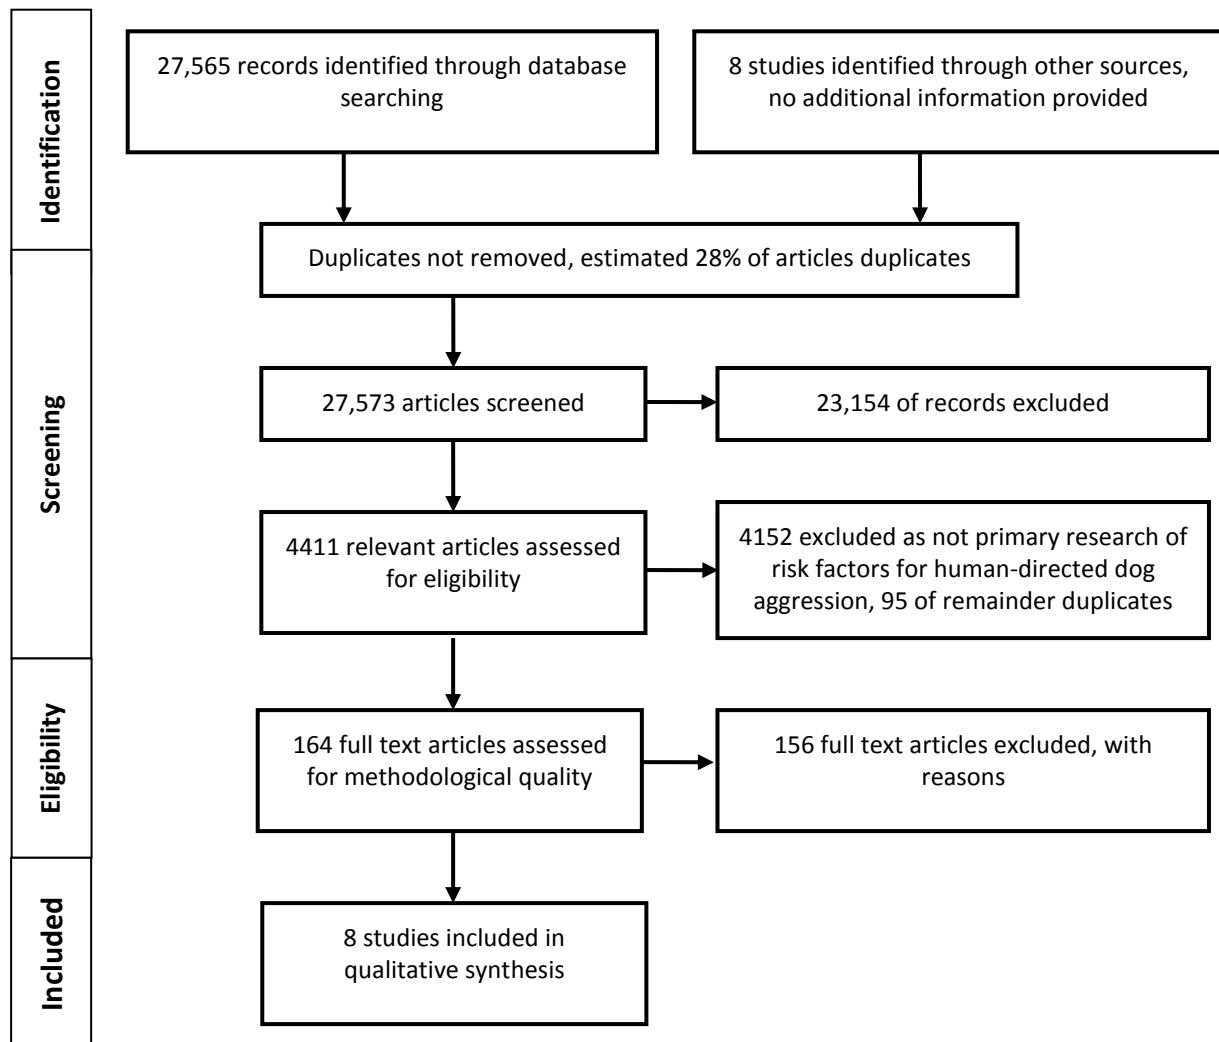 Identification
27,565 records identified through database
searching
8 studies identified through other sources,
no additional information provided
Duplicates not removed, estimated 28% of articles duplicates
Screening
27,573 articles screened
23,154 of records excluded
4411 relevant articles assessed
for eligibility
4152 excluded as not primary research of
risk factors for human-directed dog
aggression, 95 of remainder duplicates
Eligibility
164 full text articles assessed
for methodological quality
156 full text articles excluded, with
reasons
Included
8 studies included in
qualitative synthesis